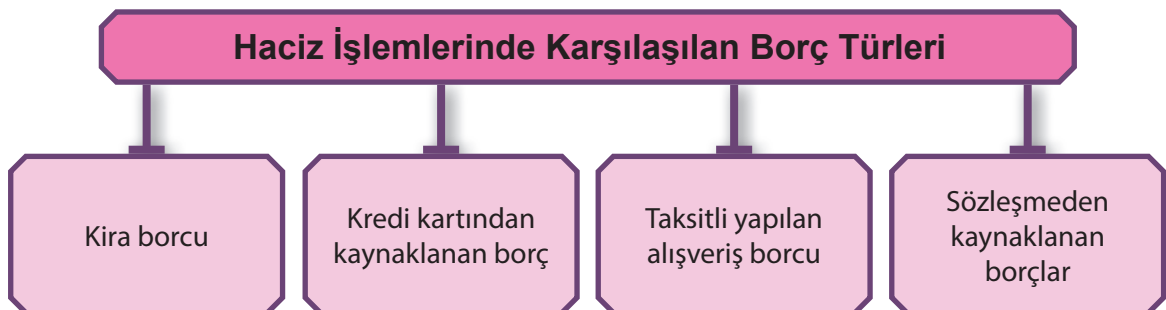 Haciz İşlemlerinde Karşılaşılan Borç Türleri
Kira borcu
Kredi kartından
kaynaklanan borç
Taksitli yapılan
alışveriş borcu
Sözleşmeden
kaynaklanan
borçlar